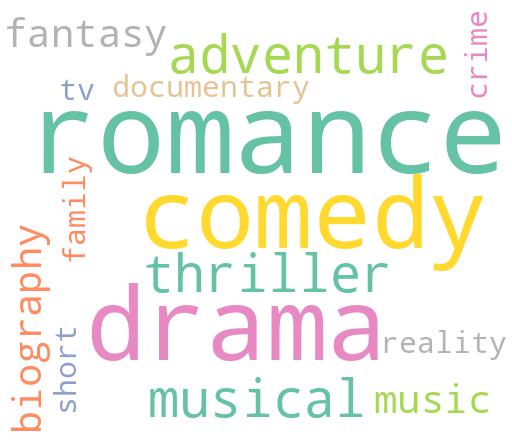 fantasy
adventure
crime
tv
documentary
romance
family
comedy
biography
thriller
drama
short
reality
musical
music